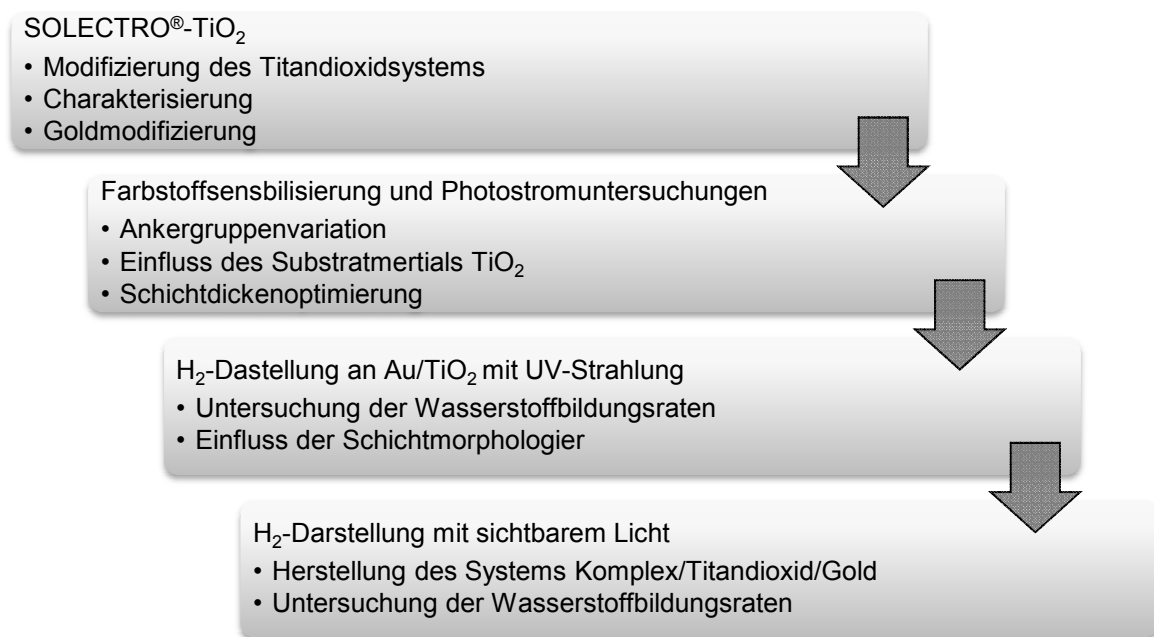 SOLECTRO®-TiO₂
• Modifizierung des Titandioxidsystems
• Charakterisierung
• Goldmodifizierung
Farbstoffsensbilisierung und Photostromuntersuchungen
• Ankergruppenvariation
• Einfluss des Substratmertials TiO₂
• Schichtdickenoptimierung
H₂-Dastellung an Au/TiO₂ mit UV-Strahlung
• Untersuchung der Wasserstoffbildungsraten
• Einfluss der Schichtmorphologier
H₂-Darstellung mit sichtbarem Licht
• Herstellung des Systems Komplex/Titandioxid/Gold
• Untersuchung der Wasserstoffbildungsraten